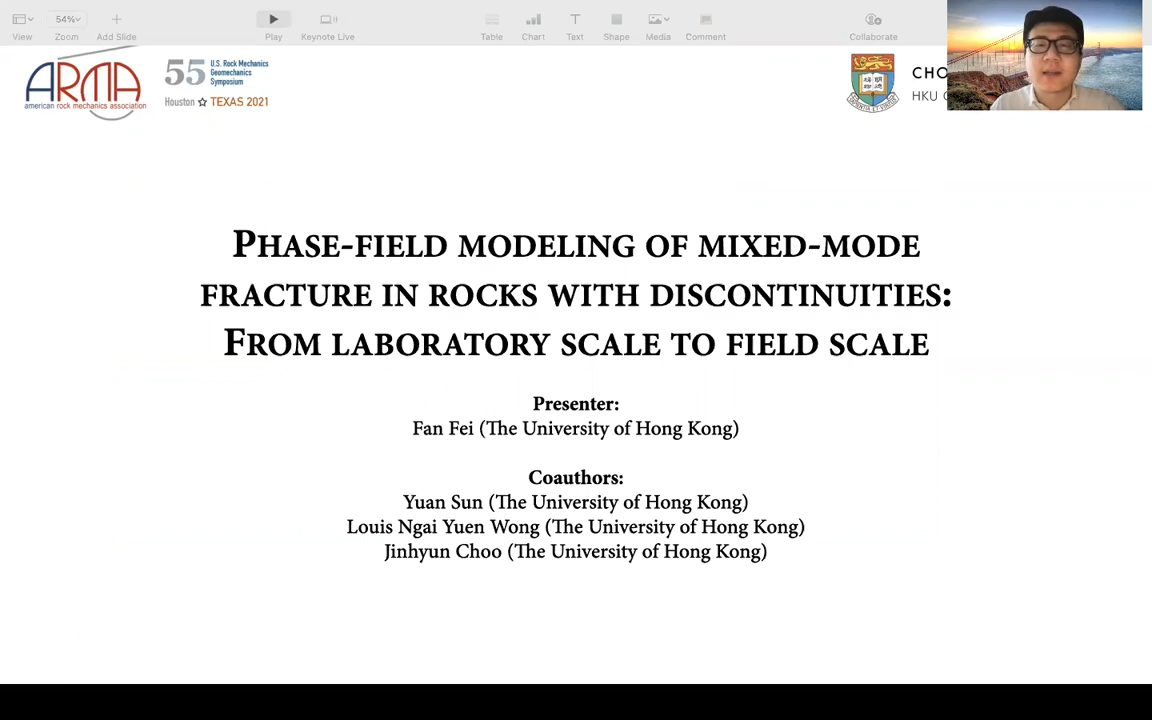 54%
View
Zoom
Add Slide
Play
Keynote Live
Table
Chart
Text
Shape
Media
Comment
Collaborate
ARMA
american rock mechanics association
55
U.S. Rock Mechanics
Geomechanics
Symposium
Houston ☆ TEXAS 2021
CHO
HKU
PHASE-FIELD MODELING OF MIXED-MODE
FRACTURE IN ROCKS WITH DISCONTINUITIES:
FROM LABORATORY SCALE TO FIELD SCALE
Presenter:
Fan Fei (The University of Hong Kong)
Coauthors:
Yuan Sun (The University of Hong Kong)
Louis Ngai Yuen Wong (The University of Hong Kong)
Jinhyun Choo (The University of Hong Kong)